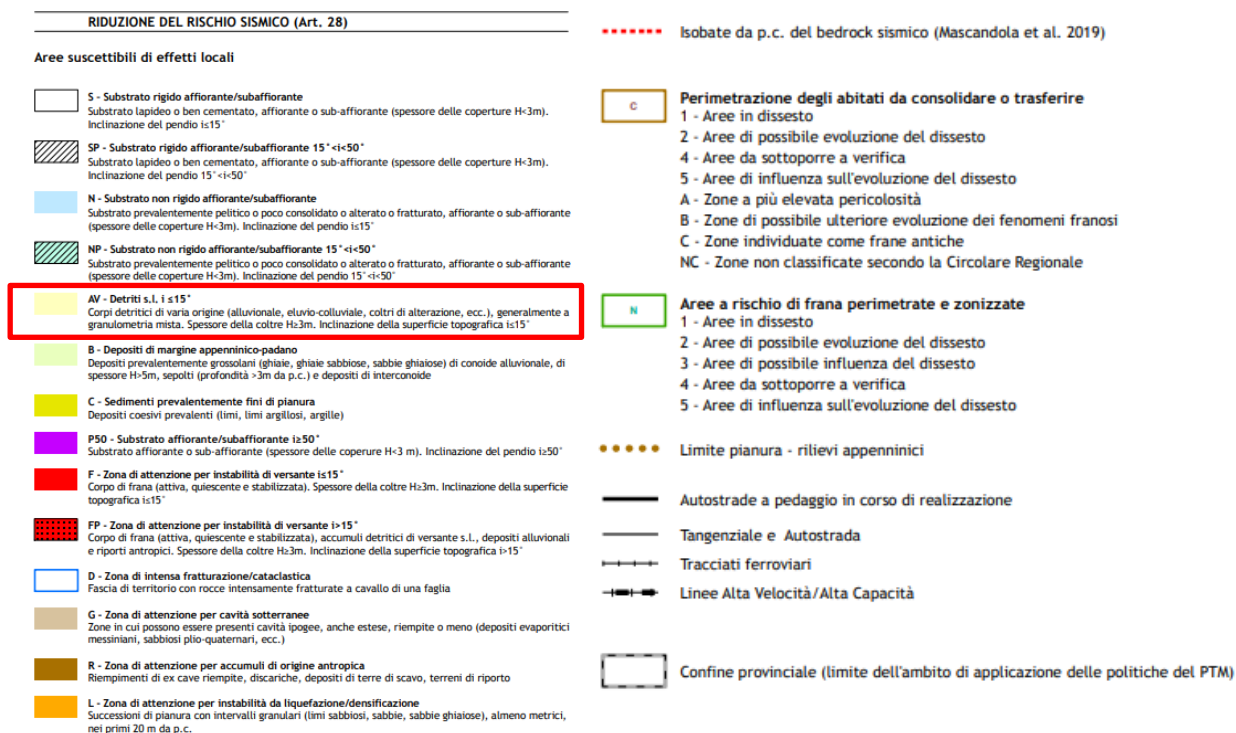 RIDUZIONE DEL RISCHIO SISMICO (Art. 28)
Aree suscettibili di effetti locali
S - Substrato rigido affiorante/subaffiorante
Substrato lapideo o ben cementato, affiorante o sub-affiorante (spessore delle coperture H<3m).
Inclinazione del pendio i≤15°
SP - Substrato rigido affiorante/subaffiorante 15°<i<50°
Substrato lapideo o ben cementato, affiorante o sub-affiorante (spessore delle coperture H<3m).
Inclinazione del pendio 15°<i<50°
N - Substrato non rigido affiorante/subaffiorante
Substrato prevalentemente pelitico o poco consolidato o alterato o fratturato, affiorante o sub-affiorante
(spessore delle coperture H<3m). Inclinazione del pendio i≤15°
NP - Substrato non rigido affiorante/subaffiorante 15°<i<50°
Substrato prevalentemente pelitico o poco consolidato o alterato o fratturato, affiorante o sub-affiorante
(spessore delle coperture H<3m). Inclinazione del pendio 15°<i<50°
AV - Detriti s.l. i ≤15°
Corpi detritici di varia origine (alluvionale, eluvio-colluviale, coltri di alterazione, ecc.), generalmente a
granulometria mista. Spessore della coltre H≥3m. Inclinazione della superficie topografica i≤15°
B - Depositi di margine appenninico-padano
Depositi prevalentemente grossolani (ghiaie, ghiaie sabbiose, sabbie ghiaiose) di conoide alluvionale, di
spessore H>5m, sepolti (profondità >3m da p.c.) e depositi di interconoide
C - Sedimenti prevalentemente fini di pianura
Depositi coesivi prevalenti (limi, limi argillosi, argille)
P50 - Substrato affiorante/subaffiorante i≥50°
Substrato affiorante o sub-affiorante (spessore delle coperure H<3 m). Inclinazione del pendio i≥50°
F - Zona di attenzione per instabilità di versante i≤15°
Corpo di frana (attiva, quiescente e stabilizzata). Spessore della coltre H≥3m. Inclinazione della superficie
topografica i≤15°
FP - Zona di attenzione per instabilità di versante i>15°
Corpo di frana (attiva, quiescente e stabilizzata), accumuli detritici di versante s.l., depositi alluvionali
e riporti antropici. Spessore della coltre H≥3m. Inclinazione della superficie topografica i>15°
D - Zona di intensa fratturazione/cataclastica
Fascia di territorio con rocce intensamente fratturate a cavallo di una faglia
G - Zona di attenzione per cavità sotterranee
Zone in cui possono essere presenti cavità ipogee, anche estese, riempite o meno (depositi evaporitici
messiniani, sabbiosi plio-quaternari, ecc.)
R - Zona di attenzione per accumuli di origine antropica
Riempimenti di ex cave riempite, discariche, depositi di terre di scavo, terreni di riporto
L - Zona di attenzione per instabilità da liquefazione/densificazione
Successioni di pianura con intervalli granulari (limi sabbiosi, sabbie, sabbie ghiaiose), almeno metrici,
nei primi 20 m da p.c.
Isobate da p.c. del bedrock sismico (Mascandola et al. 2019)
C
Perimetrazione degli abitati da consolidare o trasferire
1 - Aree in dissesto
2 - Aree di possibile evoluzione del dissesto
4 - Aree da sottoporre a verifica
5 - Aree di influenza sull'evoluzione del dissesto
A - Zone a più elevata pericolosità
B - Zone di possibile ulteriore evoluzione dei fenomeni franosi
C - Zone individuate come frane antiche
NC - Zone non classificate secondo la Circolare Regionale
N
Aree a rischio di frana perimetrate e zonizzate
1 - Aree in dissesto
2 - Aree di possibile evoluzione del dissesto
3 - Aree di possibile influenza del dissesto
4 - Aree da sottoporre a verifica
5 - Aree di influenza sull'evoluzione del dissesto
Limite pianura - rilievi appenninici
Autostrade a pedaggio in corso di realizzazione
Tangenziale e Autostrada
Tracciati ferroviari
Linee Alta Velocità/Alta Capacità
Confine provinciale (limite dell'ambito di applicazione delle politiche del PTM)